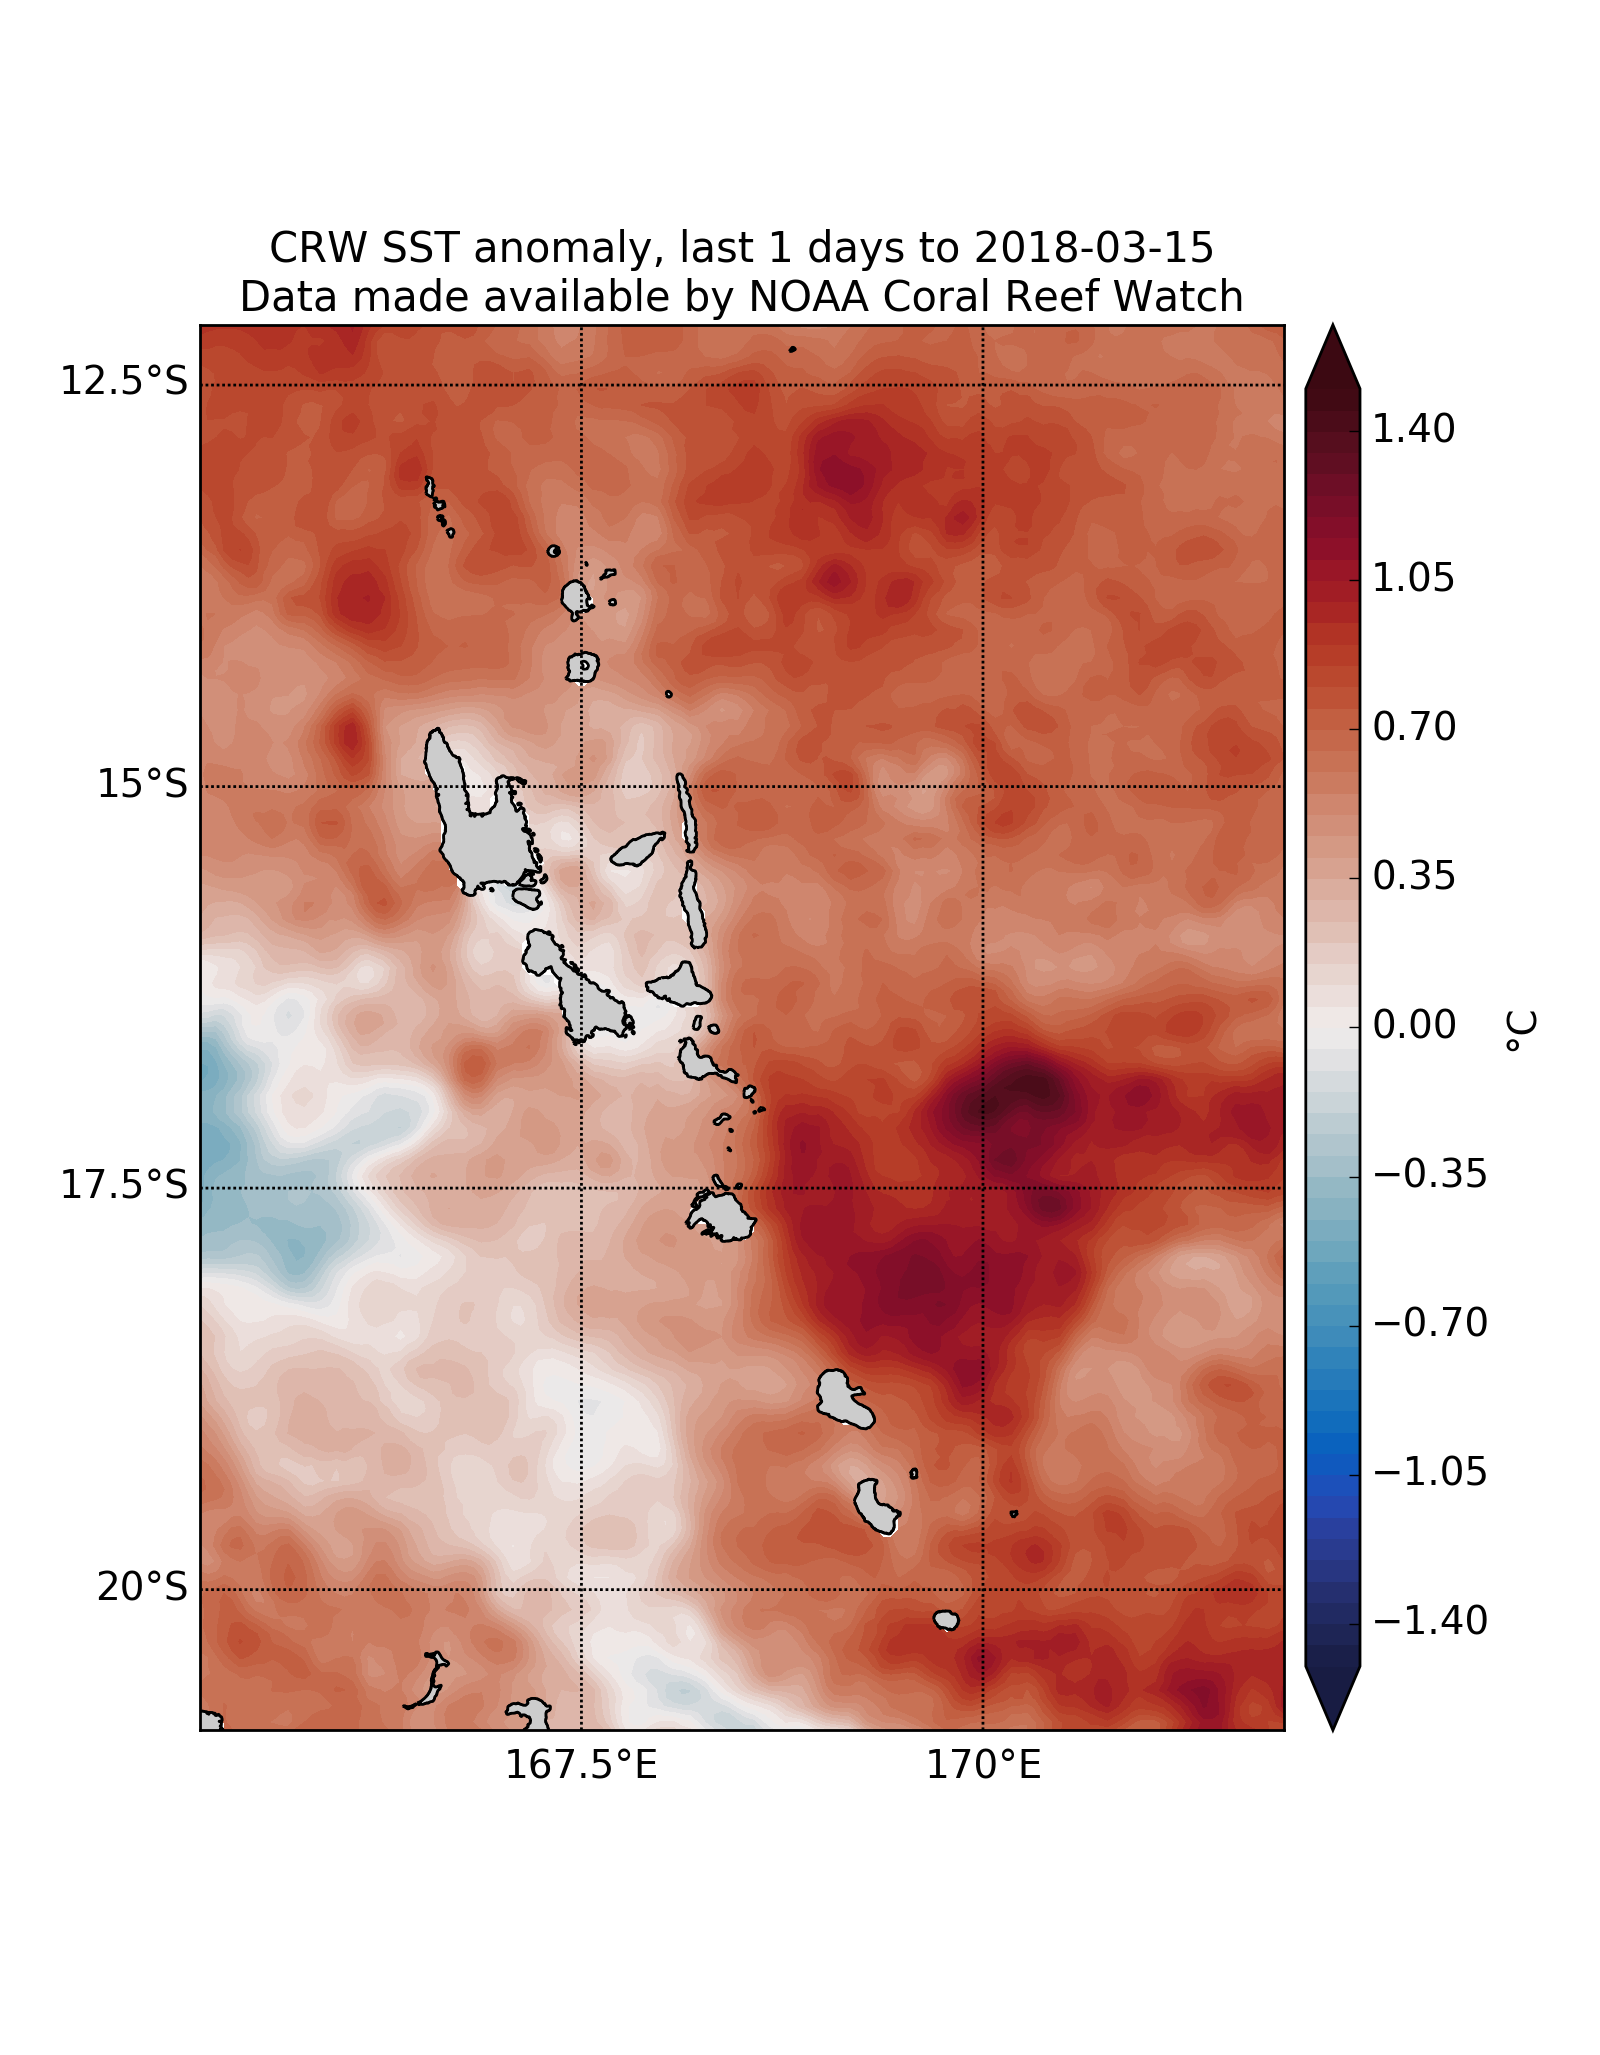 CRW SST anomaly, last 1 days to 2018-03-15
Data made available by NOAA Coral Reef Watch
12.5°S
15°S
17.5°S
20°S
167.5°E
170°E
1.40
1.05
0.70
0.35
0.00
−0.35
−0.70
−1.05
−1.40
°C